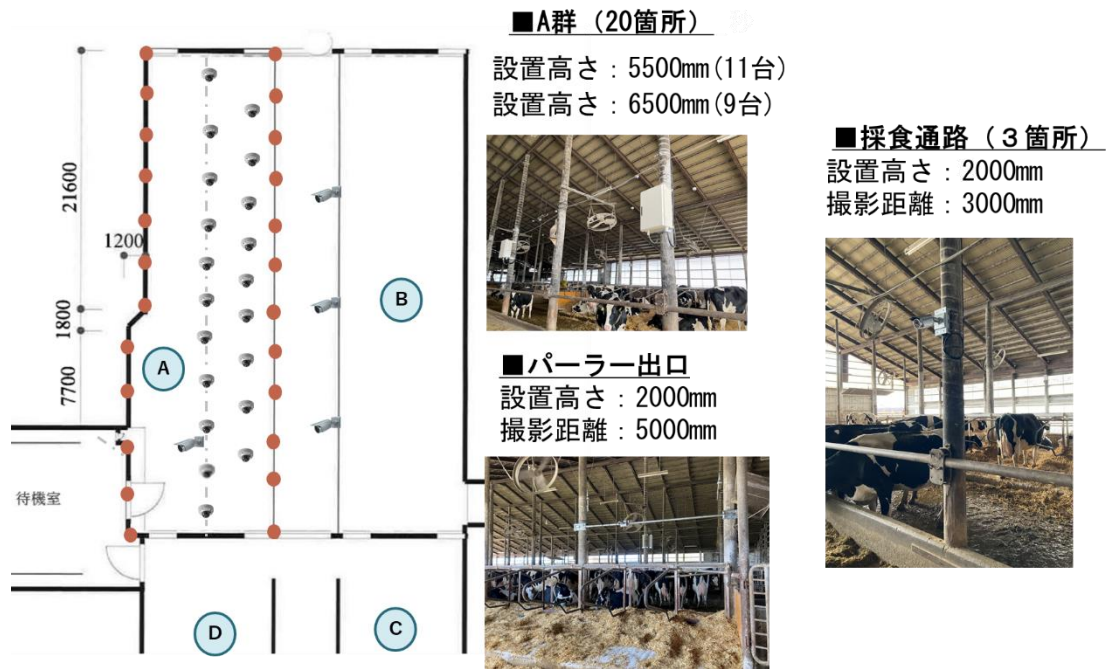 ■A群（20箇所）
設置高さ：5500mm(11台)
設置高さ：6500mm(9台)
■採食通路（３箇所）
設置高さ：2000mm
撮影距離：3000mm
■パーラー出口
設置高さ：2000mm
撮影距離：5000mm
21600
1200
1800
7700
A
B
待機室
D
C